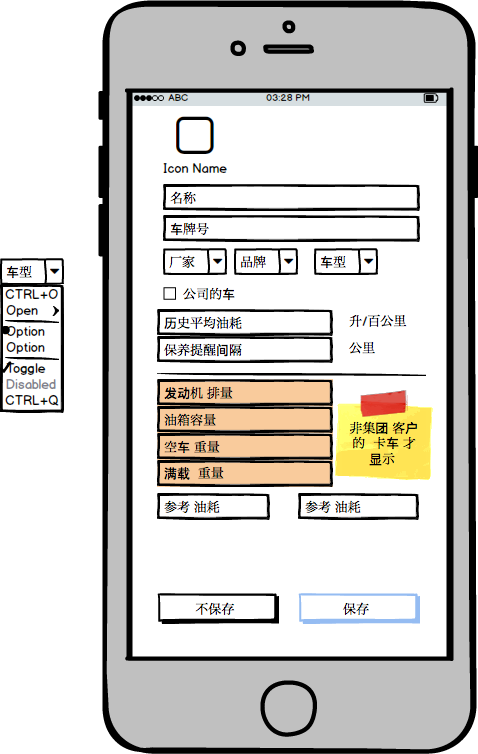 ABC 03:28 PM
Icon Name
名称
车牌号
厂家 品牌 车型
公司的车
历史平均油耗 升/百公里
保养提醒间隔 公里
发动机 排量
油箱容量
空车 重量
满载 重量
非集团 客户
的 卡车 才
显示
参考 油耗 参考 油耗
不保存 保存
车型
CTRL+O
Open
Option
Option
Toggle
Disabled
CTRL+Q